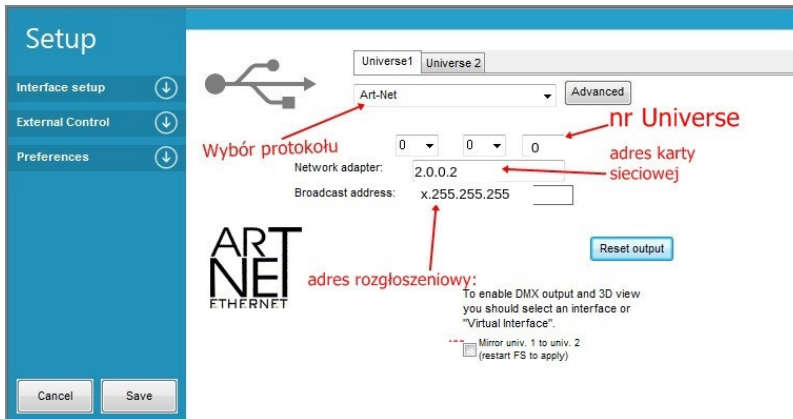 Setup
Interface setup
External Control
Preferences
Cancel
Save
Universe1
Universe 2
Art-Net
Advanced
Wybór protokołu
nr Universe
0
0
0
adres karty
sieciowej
Network adapter:
2.0.0.2
Broadcast address:
x.255.255.255
ART
NET
ETHERNET
adres rozgłoszeniowy:
Reset output
To enable DMX output and 3D view
you should select an interface or
"Virtual Interface".
Mirror univ. 1 to univ. 2
(restart FS to apply)